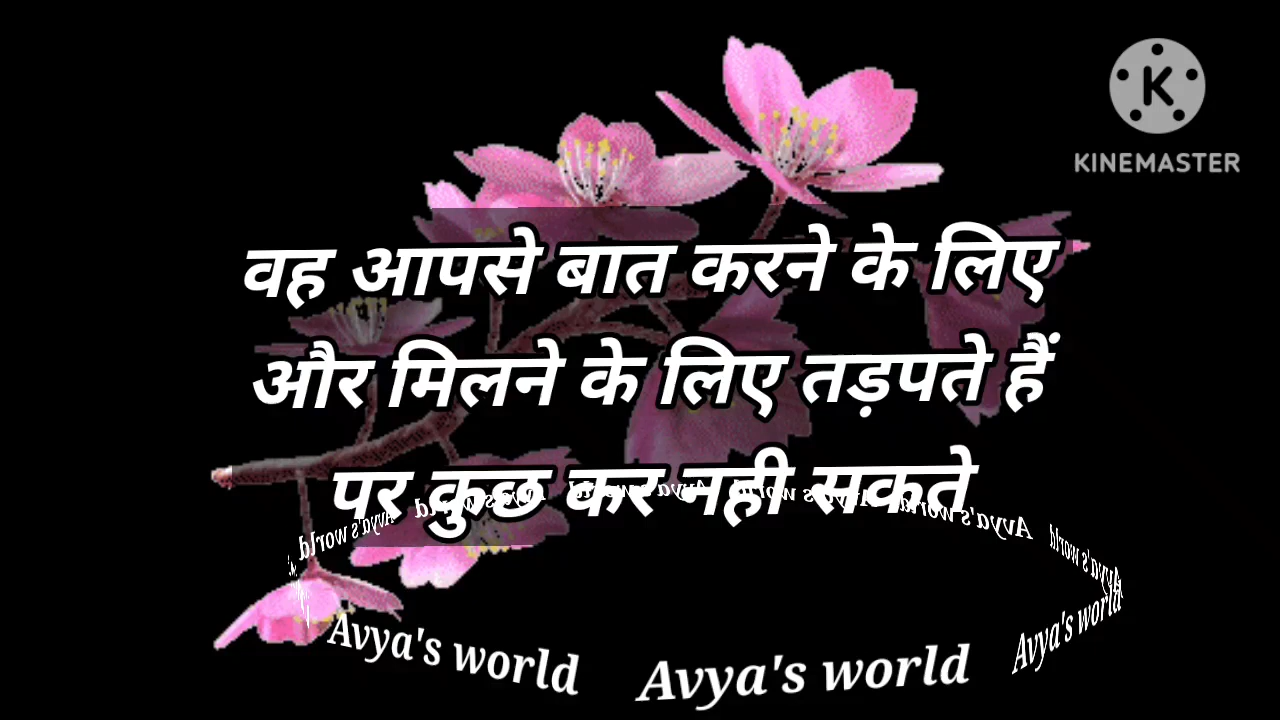 KINEMASTER
वह आपसे बात करने के लिए
और मिलने के लिए तड़पते हैं
पर कुछ कर नही सकते
Avya's world Avya's world Avya's world